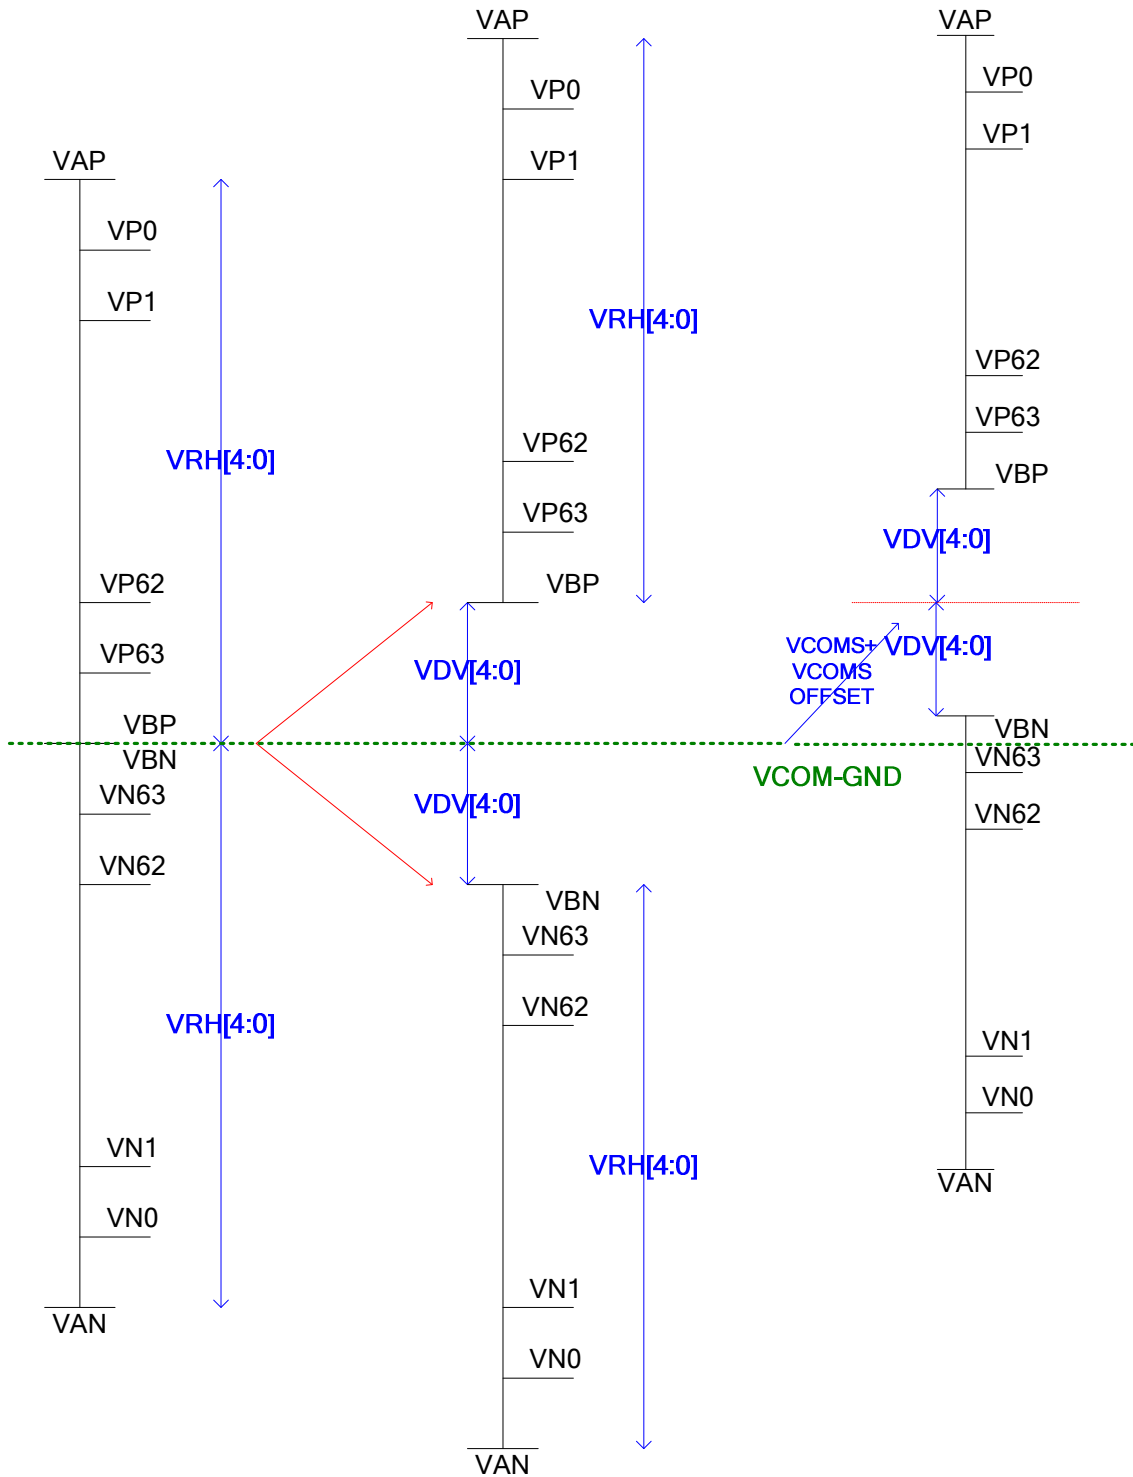 VAP
VP0
VP1
VRH[4:0]
VP62
VP63
VBP
VBN
VN63
VN62
VRH[4:0]
VN1
VN0
VAN
VAP
VP0
VP1
VRH[4:0]
VP62
VP63
VBP
VDV[4:0]
VDV[4:0]
VBN
VN63
VN62
VRH[4:0]
VN1
VN0
VAN
VAP
VP0
VP1
VP62
VP63
VBP
VDV[4:0]
VDV[4:0]
VCOMS+
VCOMS
OFFSET
VBN
VCOM-GND
VN63
VN62
VN1
VN0
VAN